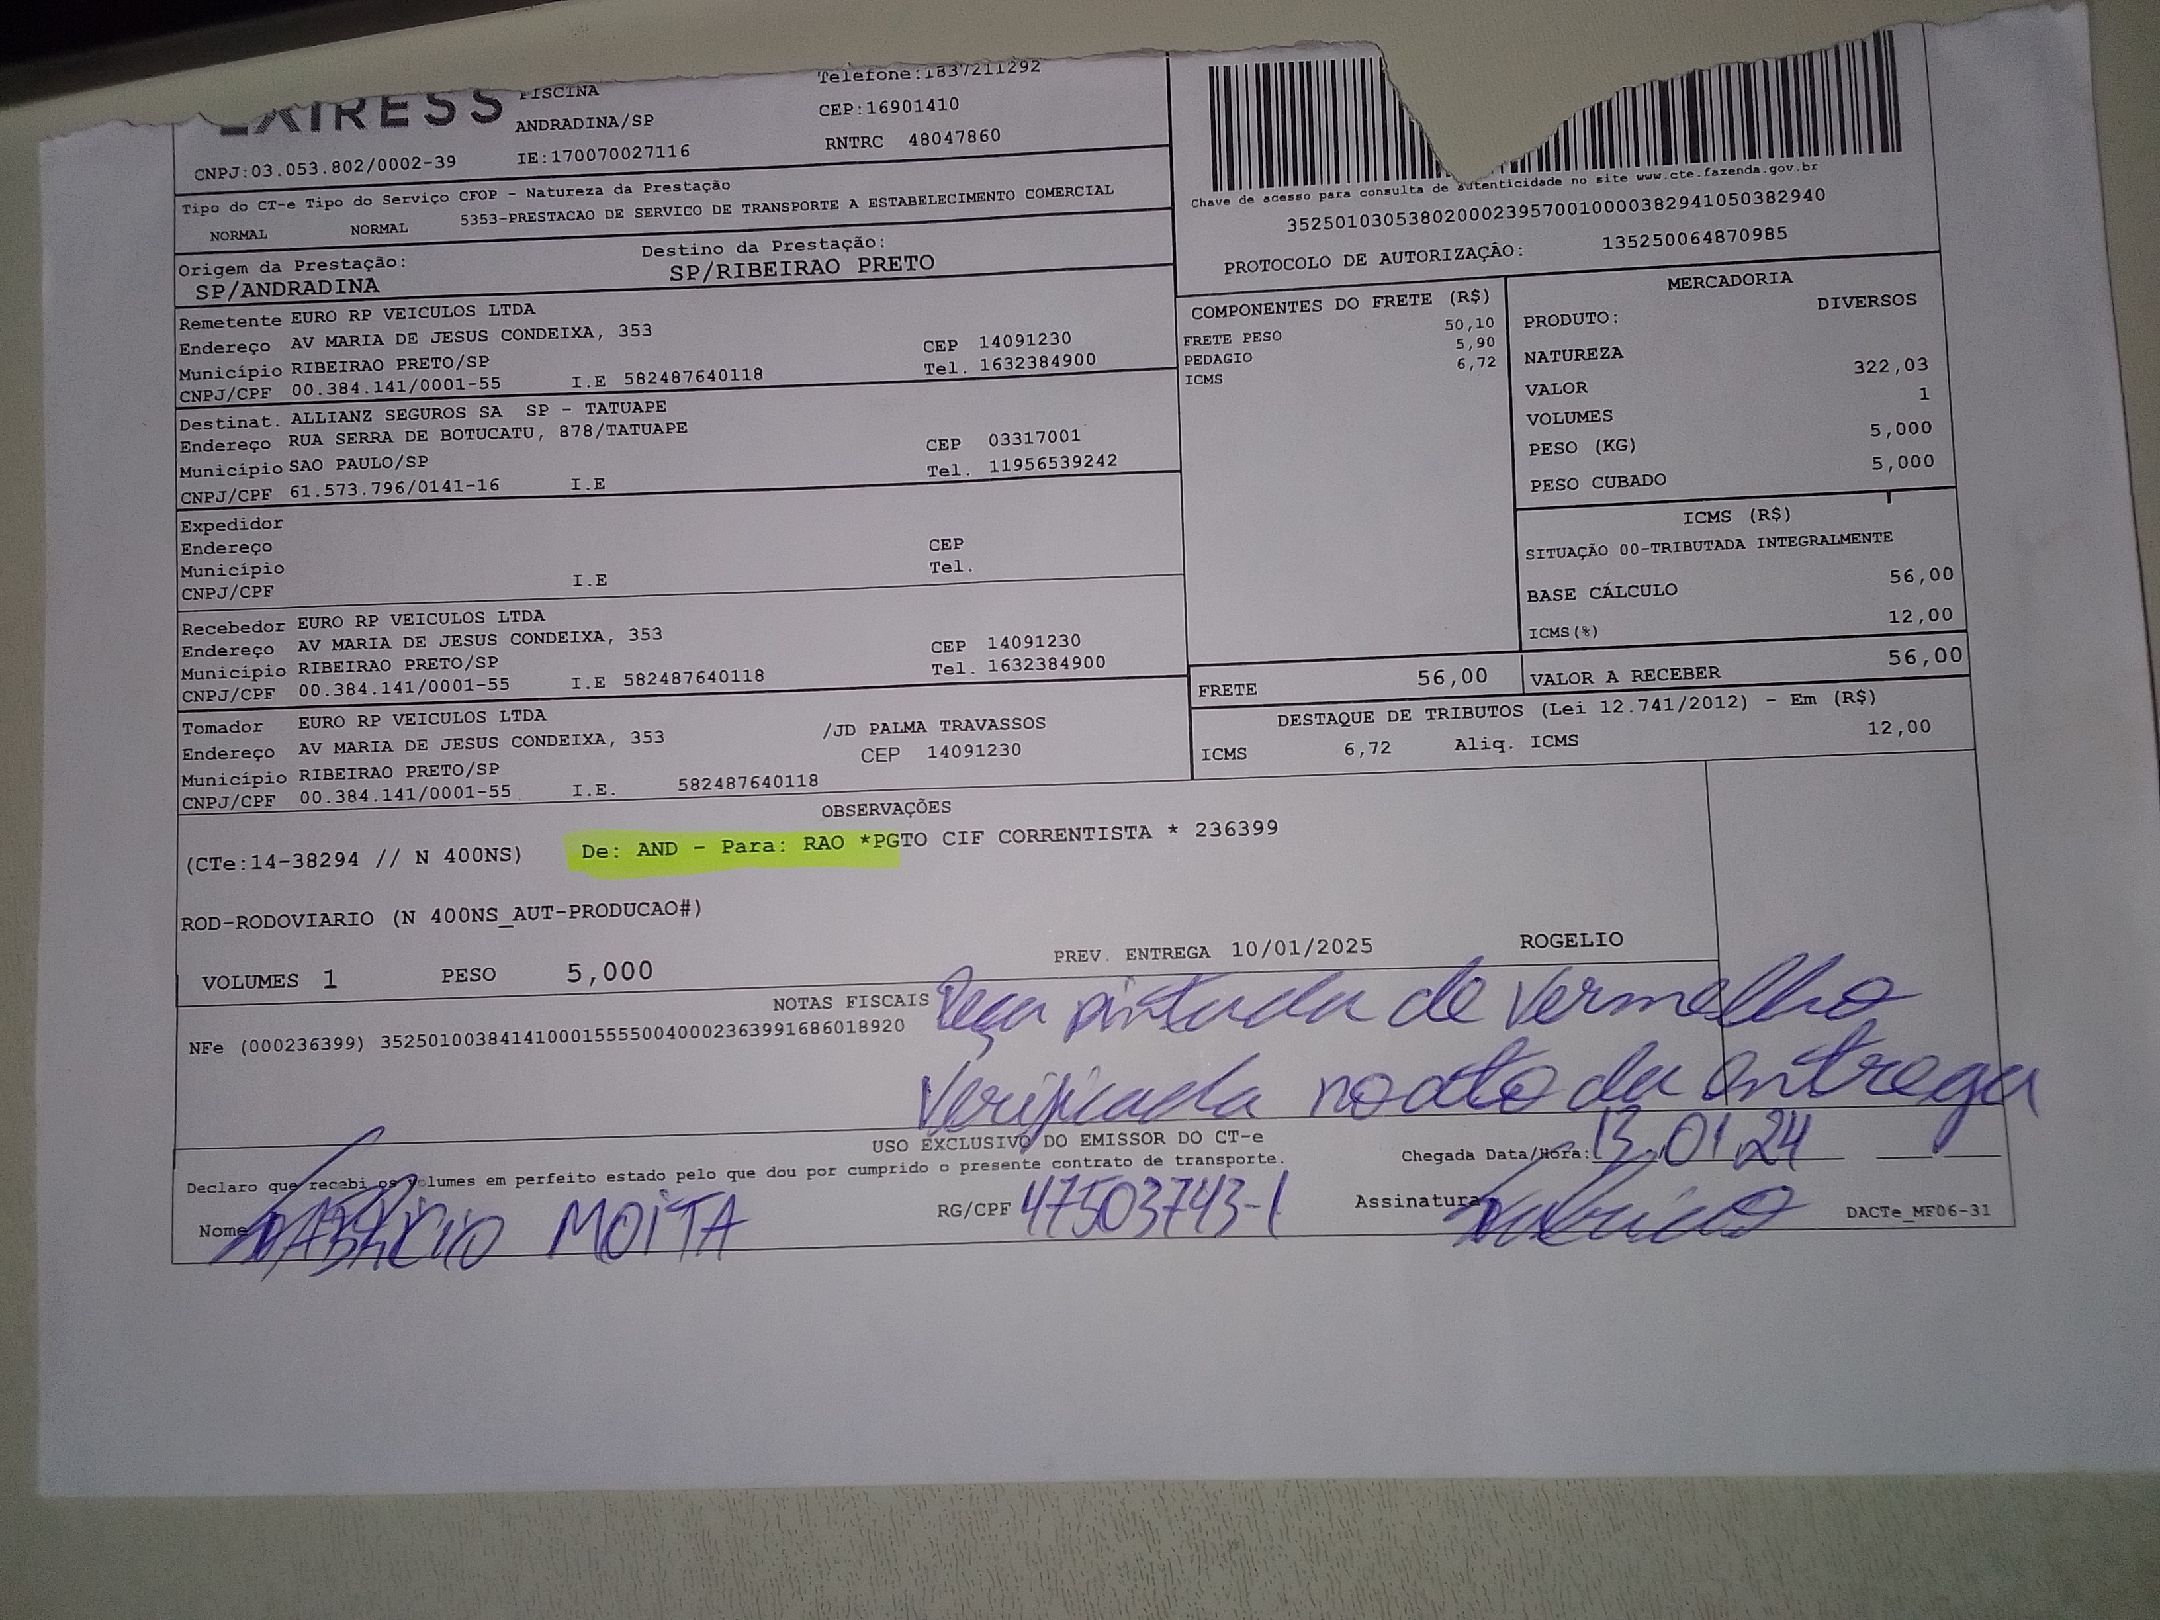 EXPRESS
PISCINA
Telefone:1837211292
ANDRADINA/SP
CEP:16901410
CNPJ:03.053.802/0002-39
IE:170070027116
RNTRC 48047860
Chave de acesso para consulta de autenticidade no site www.cte.fazenda.gov.br
35250103053802000239570010000382941050382940
PROTOCOLO DE AUTORIZAÇÃO: 135250064870985
Tipo do CT-e Tipo do Serviço CFOP - Natureza da Prestação
NORMAL NORMAL 5353-PRESTACAO DE SERVICO DE TRANSPORTE A ESTABELECIMENTO COMERCIAL
Origem da Prestação: Destino da Prestação:
SP/ANDRADINA SP/RIBEIRAO PRETO
Remetente EURO RP VEICULOS LTDA
Endereço AV MARIA DE JESUS CONDEIXA, 353 CEP 14091230
Município RIBEIRAO PRETO/SP Tel. 1632384900
CNPJ/CPF 00.384.141/0001-55 I.E 582487640118
Destinat. ALLIANZ SEGUROS SA SP - TATUAPE
Endereço RUA SERRA DE BOTUCATU, 878/TATUAPE CEP 03317001
Município SAO PAULO/SP Tel. 11956539242
CNPJ/CPF 61.573.796/0141-16 I.E
Expedidor
Endereço CEP
Município Tel.
CNPJ/CPF I.E
Recebedor EURO RP VEICULOS LTDA
Endereço AV MARIA DE JESUS CONDEIXA, 353 CEP 14091230
Município RIBEIRAO PRETO/SP Tel. 1632384900
CNPJ/CPF 00.384.141/0001-55 I.E 582487640118
Tomador EURO RP VEICULOS LTDA /JD PALMA TRAVASSOS
Endereço AV MARIA DE JESUS CONDEIXA, 353 CEP 14091230
Município RIBEIRAO PRETO/SP
CNPJ/CPF 00.384.141/0001-55 I.E. 582487640118
COMPONENTES DO FRETE (R$)
FRETE PESO 50,10
PEDAGIO 5,90
ICMS 6,72
MERCADORIA
PRODUTO: DIVERSOS
NATUREZA
VALOR 322,03
VOLUMES 1
PESO (KG) 5,000
PESO CUBADO 5,000
ICMS (R$)
SITUAÇÃO 00-TRIBUTADA INTEGRALMENTE
BASE CÁLCULO 56,00
ICMS(%) 12,00
FRETE 56,00 VALOR A RECEBER 56,00
DESTAQUE DE TRIBUTOS (Lei 12.741/2012) - Em (R$)
ICMS 6,72 Aliq. ICMS 12,00
OBSERVAÇÕES
(CTe:14-38294 // N 400NS) De: AND - Para: RAO *PGTO CIF CORRENTISTA * 236399
ROD-RODOVIARIO (N 400NS_AUT-PRODUCAO#)
VOLUMES 1 PESO 5,000 PREV. ENTREGA 10/01/2025 ROGELIO
NOTAS FISCAIS
NFe (000236399) 35250100384141000155550040002363991686018920
Peça pintada de vermelho
Verificada no ato da entrega
USO EXCLUSIVO DO EMISSOR DO CT-e
Declaro que recebi os volumes em perfeito estado pelo que dou por cumprido o presente contrato de transporte.
Chegada Data/Hora: 13.01.24
Nome FABRICIO MOITA RG/CPF 47503743-1 Assinatura Fabricio DACTe_MF06-31